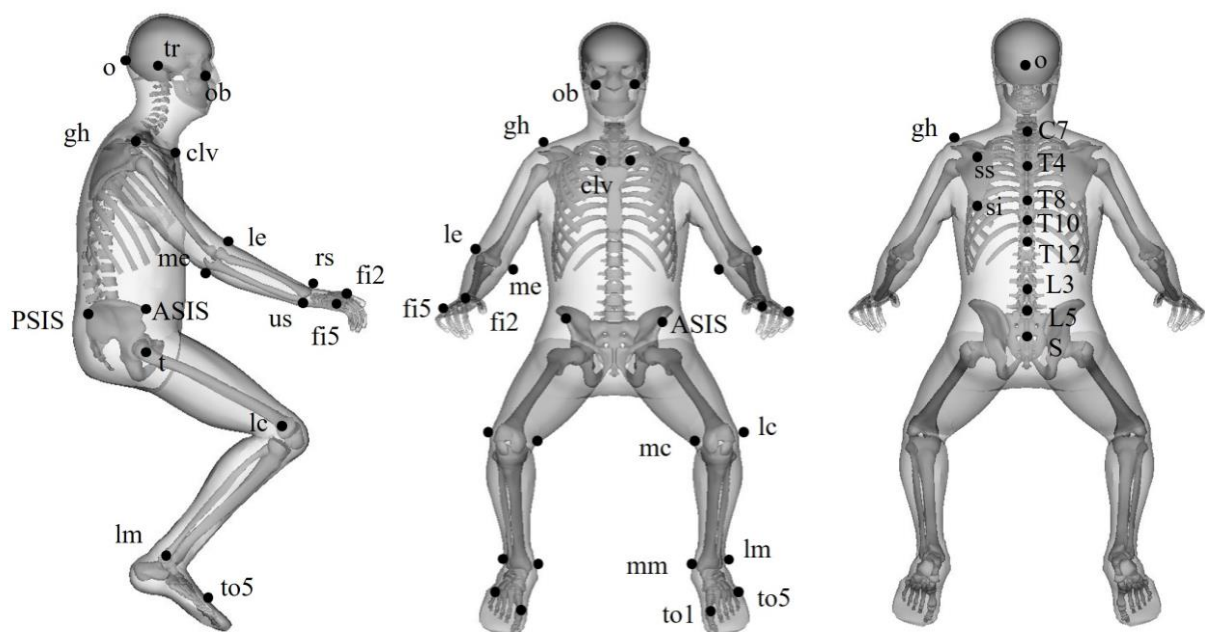 tr
o
ob
gh
clv
le
me
rs
fi2
us
fi5
PSIS
ASIS
t
lc
lm
to5
ob
gh
clv
le
me
fi5
fi2
ASIS
mc
lc
mm
lm
to1
to5
o
gh
C7
ss
T4
si
T8
T10
T12
L3
L5
S